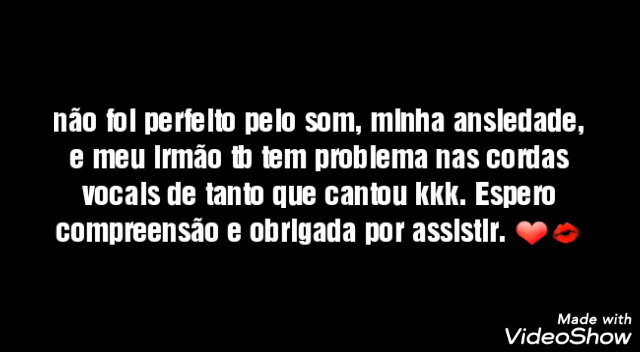 não foi perfeito pelo som, minha ansiedade,
e meu irmão tb tem problema nas cordas
vocais de tanto que cantou kkk. Espero
compreensão e obrigada por assistir. ❤💋
Made with
VideoShow